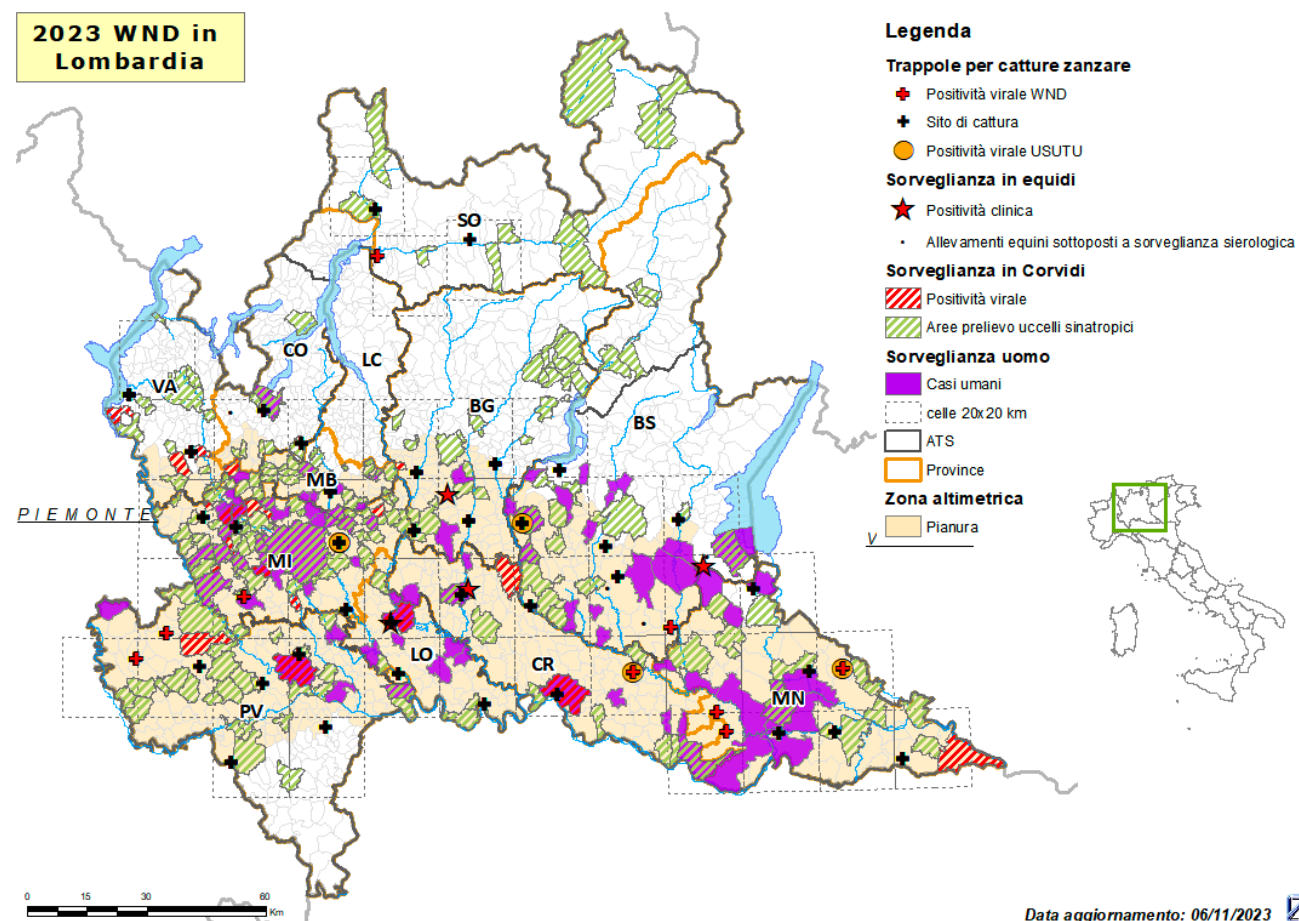 2023 WND in
Lombardia
Legenda
Trappole per catture zanzare
Positività virale WND
Sito di cattura
Positività virale USUTU
Sorveglianza in equidi
Positività clinica
Allevamenti equini sottoposti a sorveglianza sierologica
Sorveglianza in Corvidi
Positività virale
Aree prelievo uccelli sinatropici
Sorveglianza uomo
Casi umani
celle 20x20 km
ATS
Province
Zona altimetrica
Pianura
V
SO
CO
LC
VA
BG
BS
MB
PIEMONTE
MI
LO
CR
MN
PV
0 15 30 60
Km
Data aggiornamento: 06/11/2023